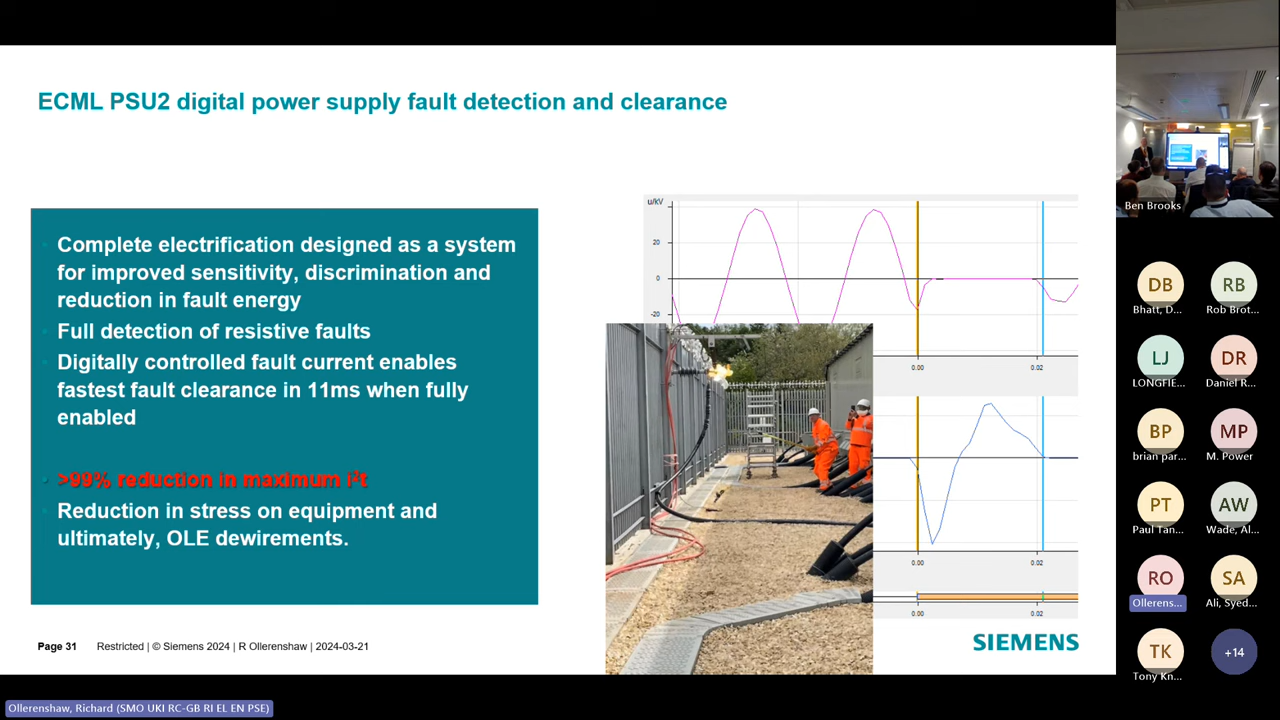 ECML PSU2 digital power supply fault detection and clearance
Complete electrification designed as a system
for improved sensitivity, discrimination and
reduction in fault energy
Full detection of resistive faults
Digitally controlled fault current enables
fastest fault clearance in 11ms when fully
enabled
>99% reduction in maximum i²t
Reduction in stress on equipment and
ultimately, OLE dewirements.
u/kV
20
0
-20
0.00
0.02
0.00
0.02
0.00
0.02
Page 31
Restricted | © Siemens 2024 | R Ollerenshaw | 2024-03-21
SIEMENS
Ollerenshaw, Richard (SMO UKI RC-GB RI EL EN PSE)
Ben Brooks
DB
Bhatt, D...
RB
Rob Brot...
LJ
LONGFIE...
DR
Daniel R...
BP
brian par...
MP
M. Power
PT
Paul Tan...
AW
Wade, Al...
RO
Ollerens...
SA
Ali, Syed...
TK
Tony Kn...
+14